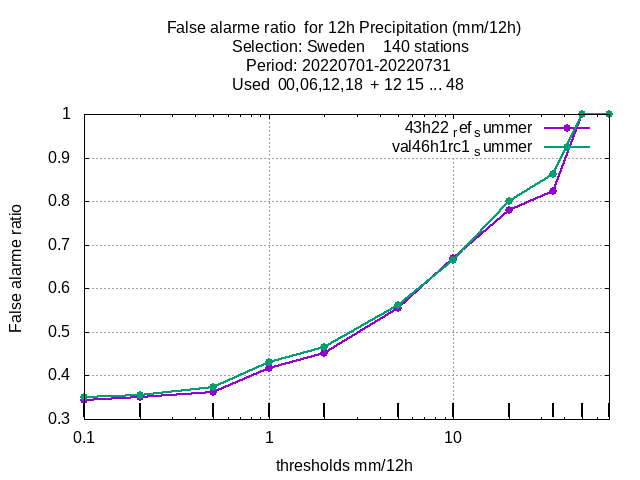 False alarme ratio for 12h Precipitation (mm/12h)
Selection: Sweden 140 stations
Period: 20220701-20220731
Used 00,06,12,18 + 12 15 ... 48
43h22_ref_summer
val46h1rc1_summer
1
0.9
0.8
0.7
0.6
0.5
0.4
0.3
False alarme ratio
0.1 1 10
thresholds mm/12h